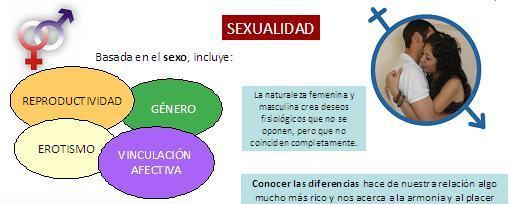 SEXUALIDAD
Basada en el sexo, incluye:
REPRODUCTIVIDAD
GÉNERO
EROTISMO
VINCULACIÓN
AFECTIVA
La naturaleza femenina y
masculina crea deseos
fisiológicos que no se
oponen, pero que no
coinciden completamente.
Conocer las diferencias hace de nuestra relación algo
mucho más rico y nos acerca a la armonía y al placer